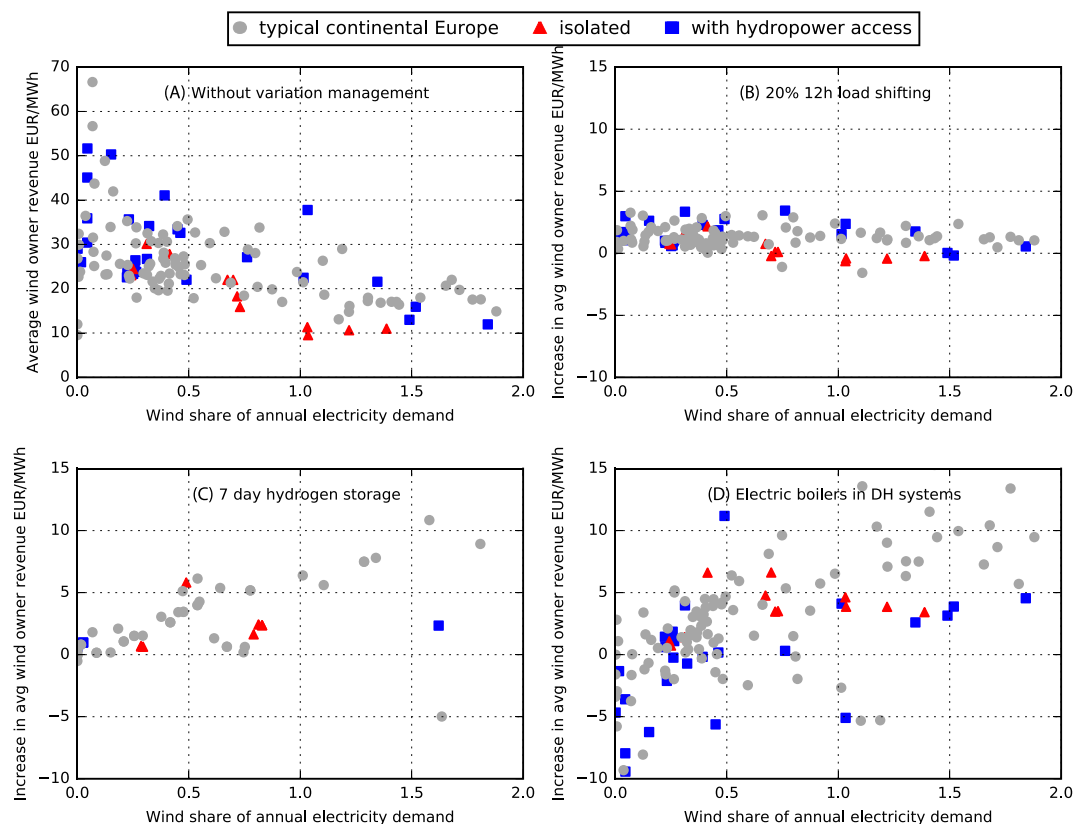 typical continental Europe isolated with hydropower access
(A) Without variation management
Average wind owner revenue EUR/MWh
70
60
50
40
30
20
10
0
0.0 0.5 1.0 1.5 2.0
Wind share of annual electricity demand
(B) 20% 12h load shifting
Increase in avg wind owner revenue EUR/MWh
15
10
5
0
−5
−10
0.0 0.5 1.0 1.5 2.0
Wind share of annual electricity demand
(C) 7 day hydrogen storage
Increase in avg wind owner revenue EUR/MWh
15
10
5
0
−5
−10
0.0 0.5 1.0 1.5 2.0
Wind share of annual electricity demand
(D) Electric boilers in DH systems
Increase in avg wind owner revenue EUR/MWh
15
10
5
0
−5
−10
0.0 0.5 1.0 1.5 2.0
Wind share of annual electricity demand